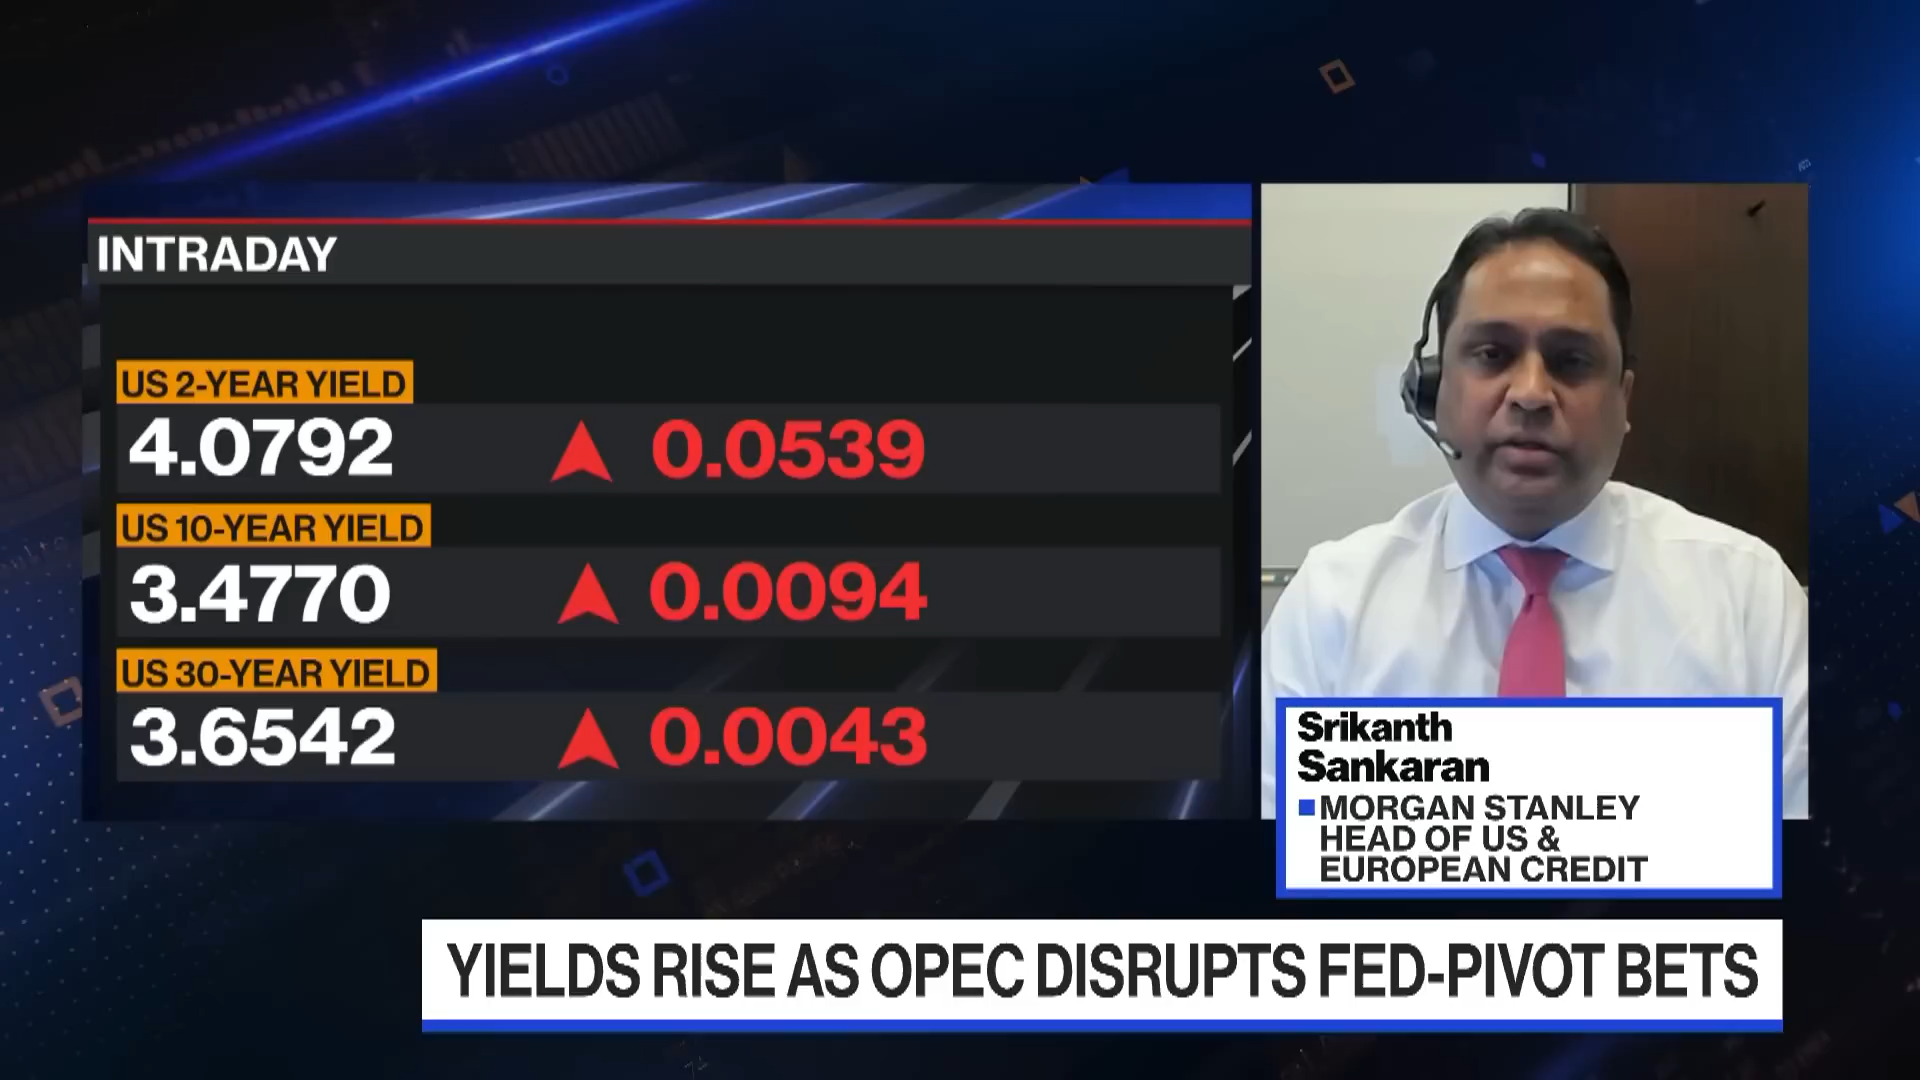 INTRADAY
US 2-YEAR YIELD
4.0792 ▲ 0.0539
US 10-YEAR YIELD
3.4770 ▲ 0.0094
US 30-YEAR YIELD
3.6542 ▲ 0.0043
Srikanth
Sankaran
MORGAN STANLEY
HEAD OF US &
EUROPEAN CREDIT
YIELDS RISE AS OPEC DISRUPTS FED-PIVOT BETS